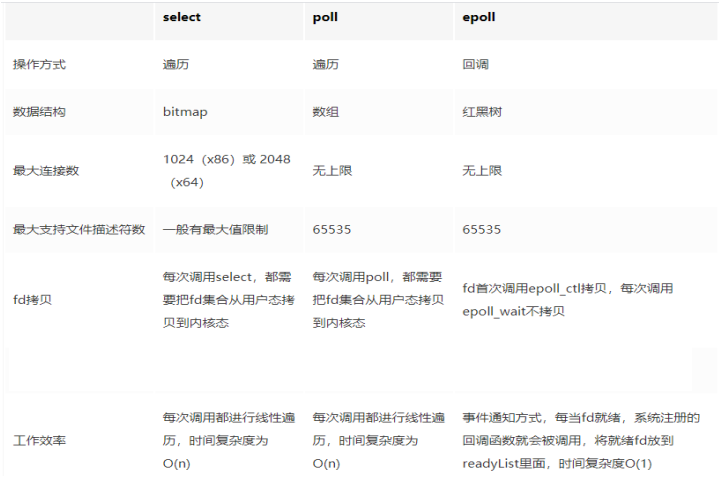 select poll epoll
操作方式 遍历 遍历 回调
数据结构 bitmap 数组 红黑树
最大连接数 1024（x86）或 2048（x64） 无上限 无上限
最大支持文件描述符数 一般有最大值限制 65535 65535
fd拷贝 每次调用select，都需要把fd集合从用户态拷贝到内核态 每次调用poll，都需要把fd集合从用户态拷贝到内核态 fd首次调用epoll_ctl拷贝，每次调用epoll_wait不拷贝
工作效率 每次调用都进行线性遍历，时间复杂度为O(n) 每次调用都进行线性遍历，时间复杂度为O(n) 事件通知方式，每当fd就绪，系统注册的回调函数就会被调用，将就绪fd放到readyList里面，时间复杂度O(1)